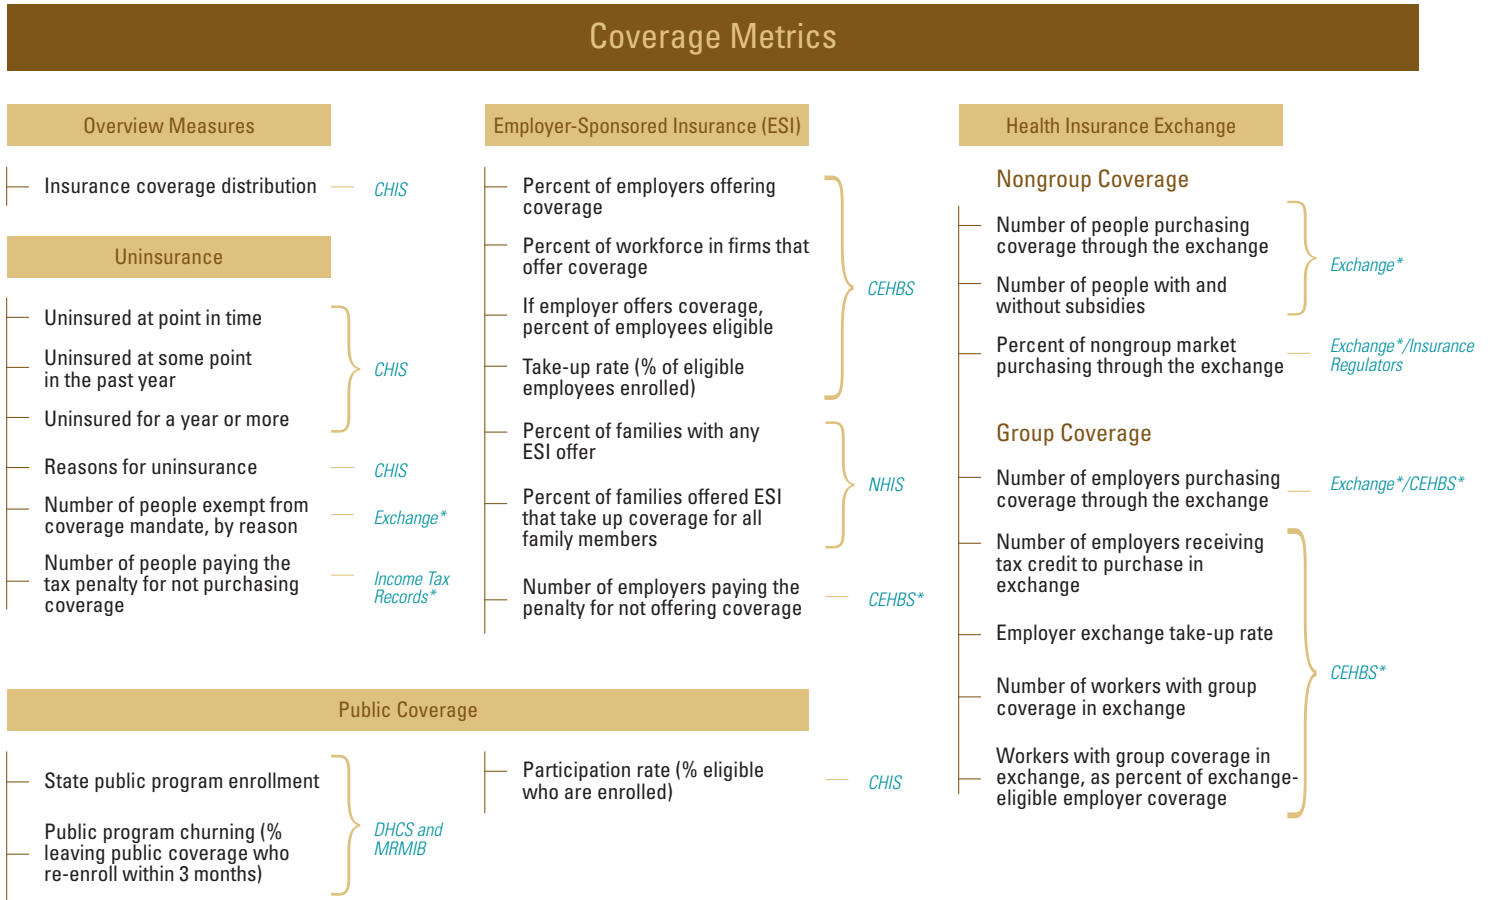 Coverage Metrics
Overview Measures
Insurance coverage distribution
CHIS
Uninsurance
Uninsured at point in time
Uninsured at some point
in the past year
Uninsured for a year or more
CHIS
Reasons for uninsurance
CHIS
Number of people exempt from
coverage mandate, by reason
Exchange*
Number of people paying the
tax penalty for not purchasing
coverage
Income Tax
Records*
Employer-Sponsored Insurance (ESI)
Percent of employers offering
coverage
Percent of workforce in firms that
offer coverage
If employer offers coverage,
percent of employees eligible
Take-up rate (% of eligible
employees enrolled)
CEHBS
Percent of families with any
ESI offer
Percent of families offered ESI
that take up coverage for all
family members
NHIS
Number of employers paying the
penalty for not offering coverage
CEHBS*
Health Insurance Exchange
Nongroup Coverage
Number of people purchasing
coverage through the exchange
Number of people with and
without subsidies
Exchange*
Percent of nongroup market
purchasing through the exchange
Exchange*/Insurance
Regulators
Group Coverage
Number of employers purchasing
coverage through the exchange
Exchange*/CEHBS*
Number of employers receiving
tax credit to purchase in
exchange
Employer exchange take-up rate
Number of workers with group
coverage in exchange
Workers with group coverage in
exchange, as percent of exchange-
eligible employer coverage
CEHBS*
Public Coverage
State public program enrollment
Public program churning (%
leaving public coverage who
re-enroll within 3 months)
DHCS and
MRMIB
Participation rate (% eligible
who are enrolled)
CHIS